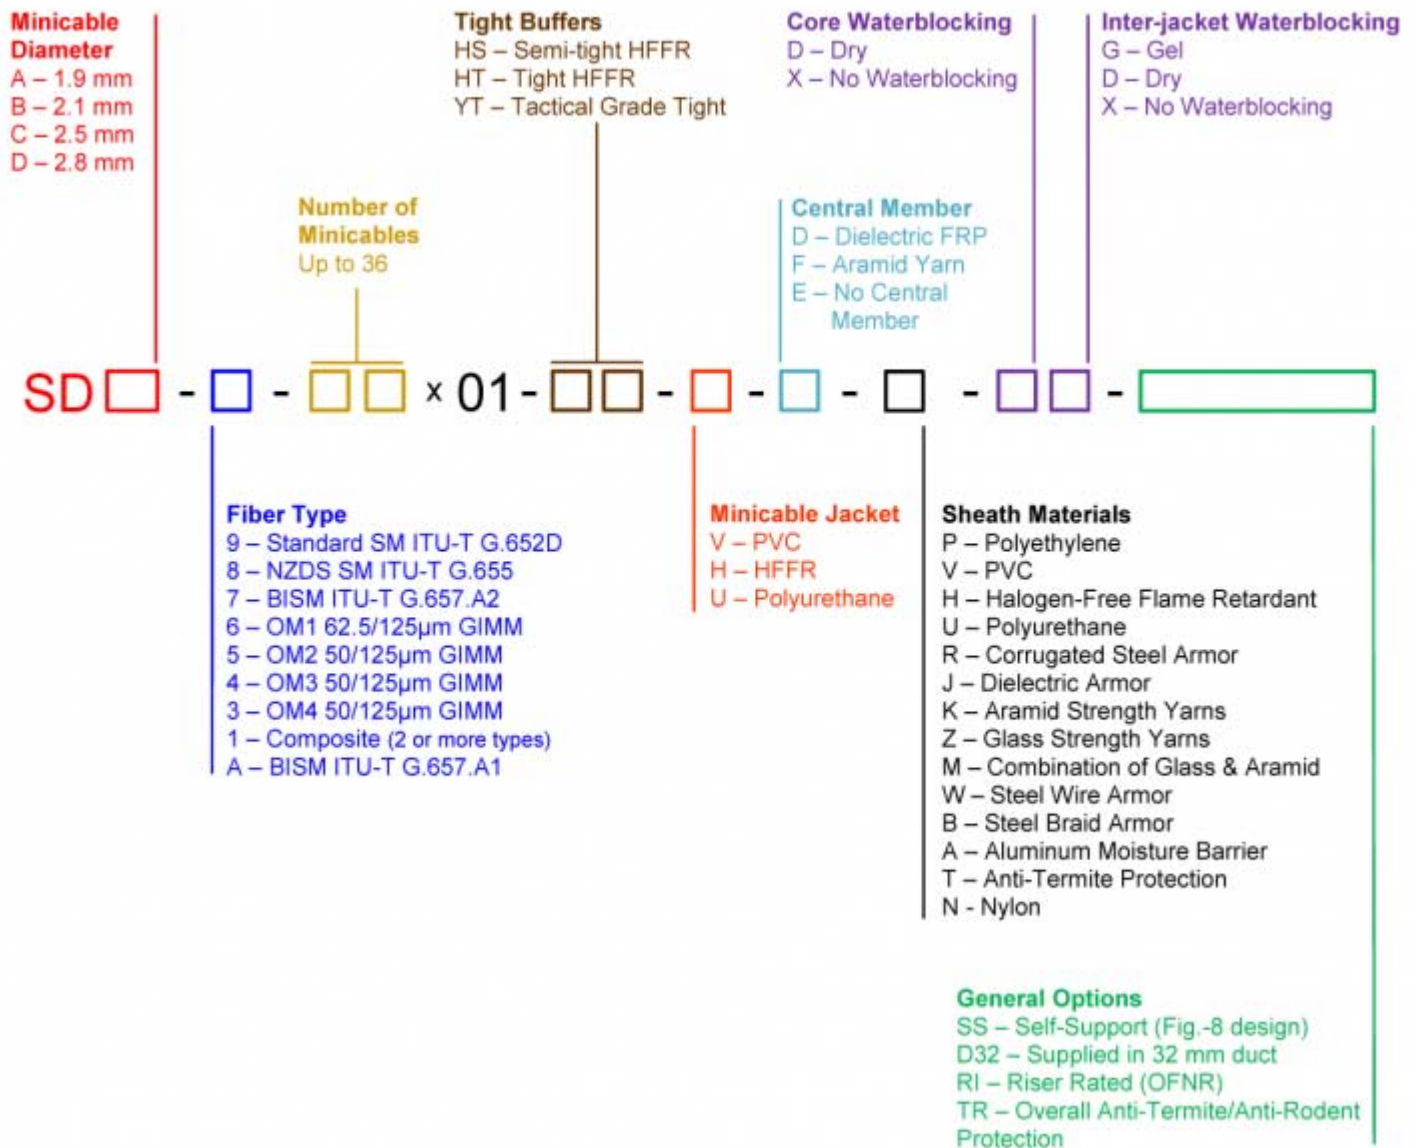 Minicable
Diameter
A – 1.9 mm
B – 2.1 mm
C – 2.5 mm
D – 2.8 mm
Tight Buffers
HS – Semi-tight HFFR
HT – Tight HFFR
YT – Tactical Grade Tight
Core Waterblocking
D – Dry
X – No Waterblocking
Inter-jacket Waterblocking
G – Gel
D – Dry
X – No Waterblocking
Number of
Minicables
Up to 36
Central Member
D – Dielectric FRP
F – Aramid Yarn
E – No Central
Member
SD - - x 01 - - - - - -
Fiber Type
9 – Standard SM ITU-T G.652D
8 – NZDS SM ITU-T G.655
7 – BISM ITU-T G.657.A2
6 – OM1 62.5/125µm GIMM
5 – OM2 50/125µm GIMM
4 – OM3 50/125µm GIMM
3 – OM4 50/125µm GIMM
1 – Composite (2 or more types)
A – BISM ITU-T G.657.A1
Minicable Jacket
V – PVC
H – HFFR
U – Polyurethane
Sheath Materials
P – Polyethylene
V – PVC
H – Halogen-Free Flame Retardant
U – Polyurethane
R – Corrugated Steel Armor
J – Dielectric Armor
K – Aramid Strength Yarns
Z – Glass Strength Yarns
M – Combination of Glass & Aramid
W – Steel Wire Armor
B – Steel Braid Armor
A – Aluminum Moisture Barrier
T – Anti-Termite Protection
N - Nylon
General Options
SS – Self-Support (Fig.-8 design)
D32 – Supplied in 32 mm duct
RI – Riser Rated (OFNR)
TR – Overall Anti-Termite/Anti-Rodent
Protection